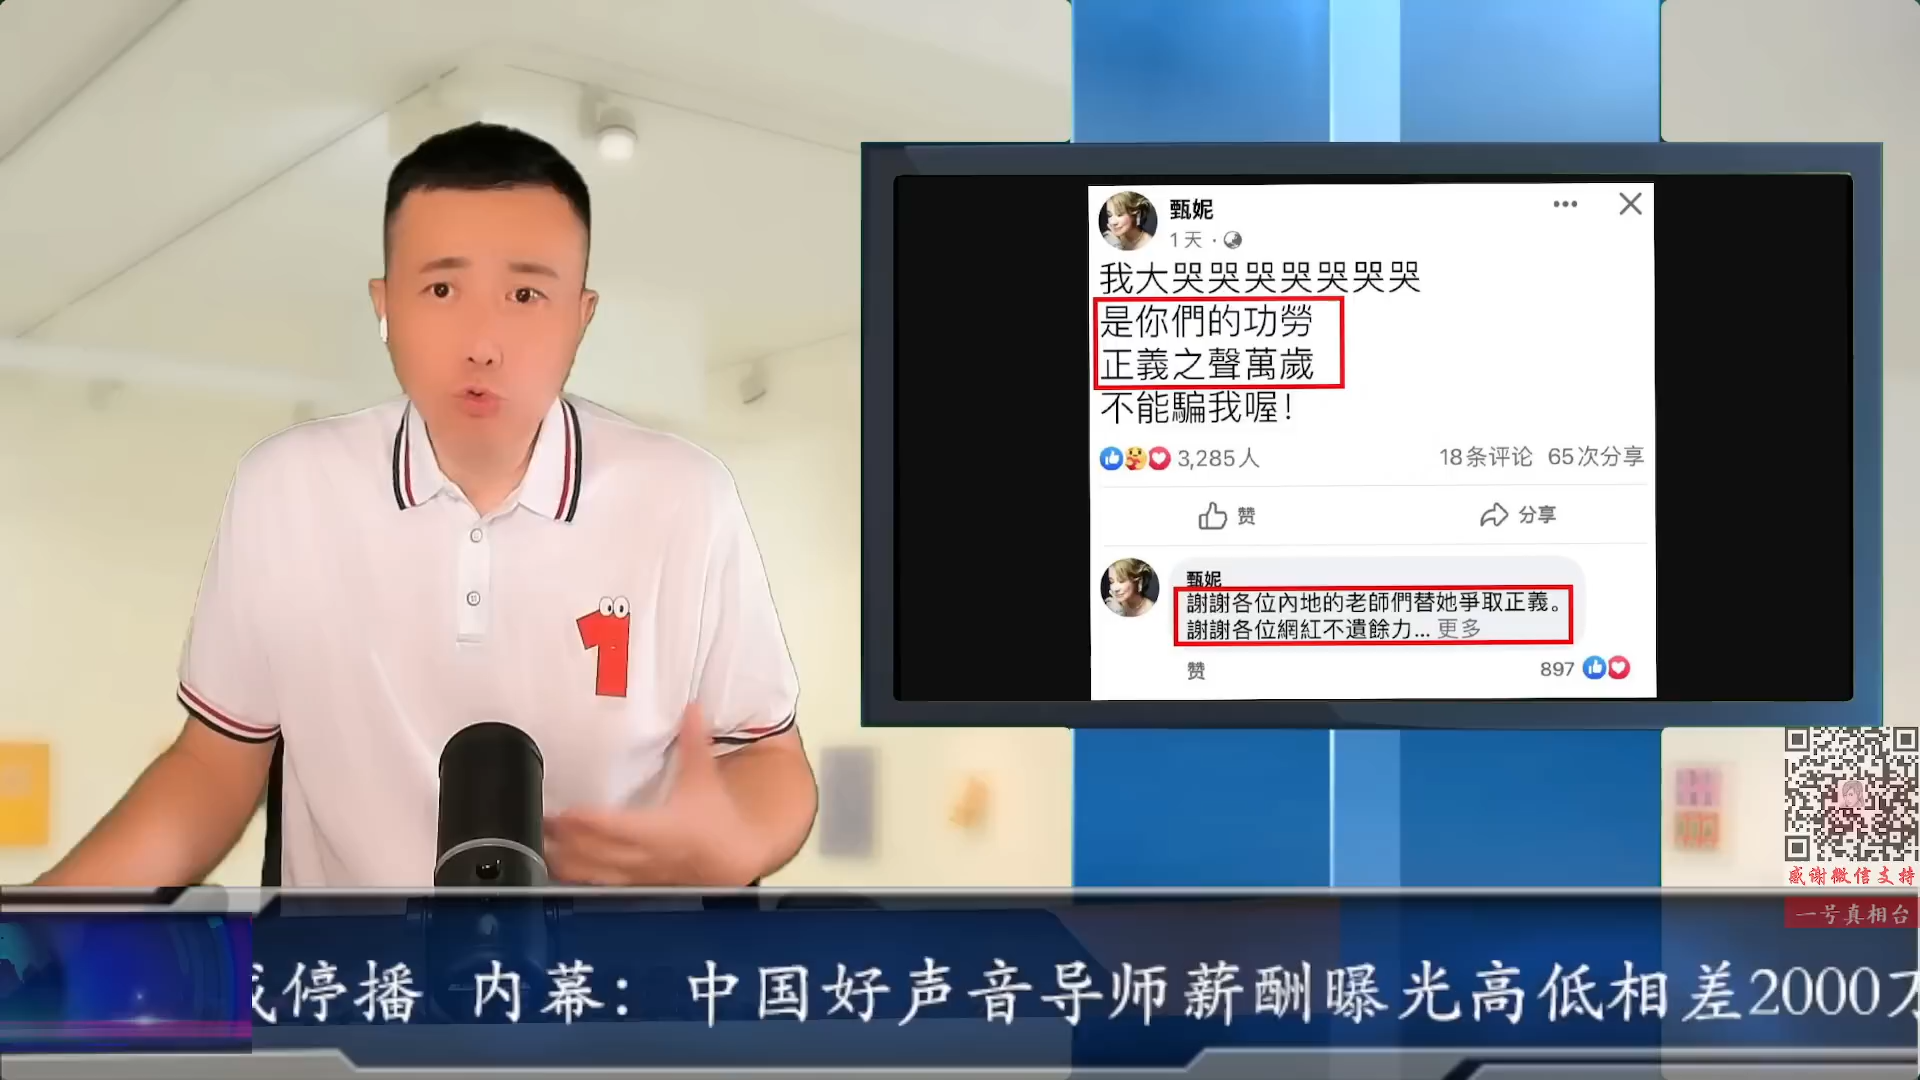 甄妮
1天
我大哭哭哭哭哭哭哭
是你們的功勞
正義之聲萬歲
不能騙我喔!
3,285人
18条评论 65次分享
赞
分享
甄妮
謝謝各位內地的老師們替她爭取正義。
謝謝各位網紅不遺餘力... 更多
赞
897
1
感谢微信支持
一号真相台
停播 内幕：中国好声音导师薪酬曝光高低相差2000